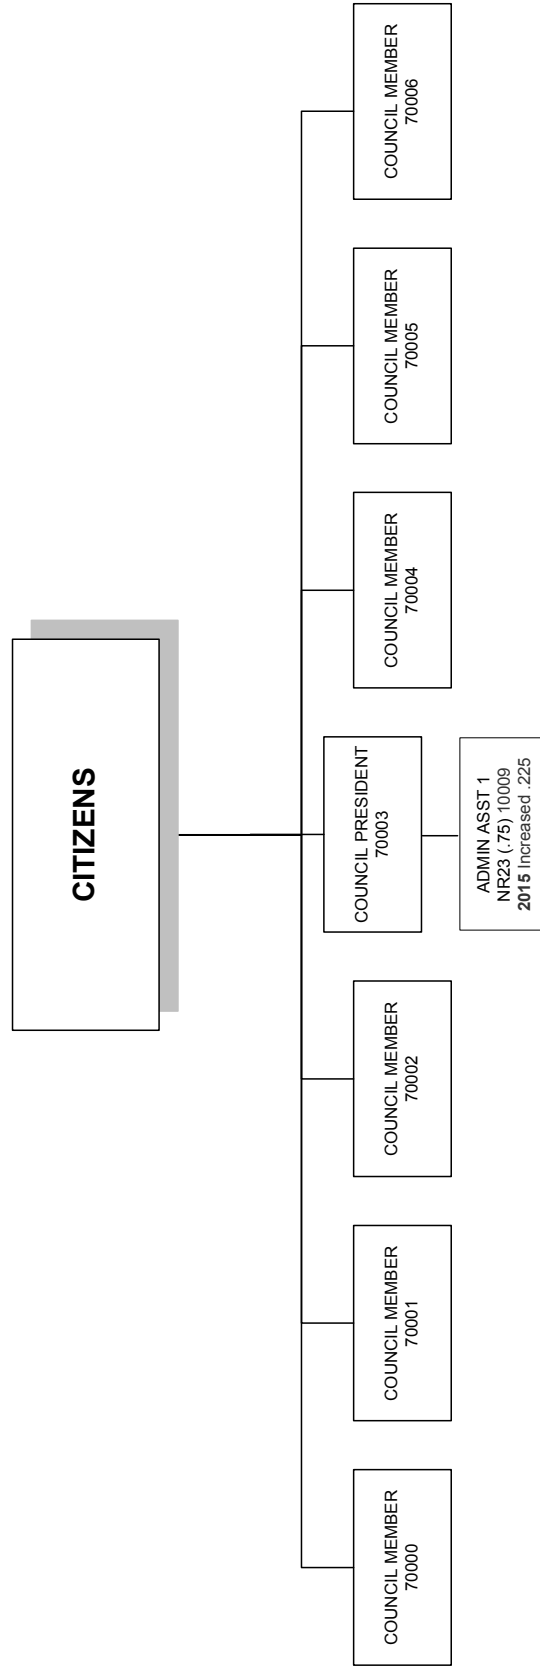 CITIZENS
COUNCIL MEMBER
70000
COUNCIL MEMBER
70001
COUNCIL MEMBER
70002
COUNCIL PRESIDENT
70003
ADMIN ASST 1
NR23 (.75) 10009
2015 Increased .225
COUNCIL MEMBER
70004
COUNCIL MEMBER
70005
COUNCIL MEMBER
70006